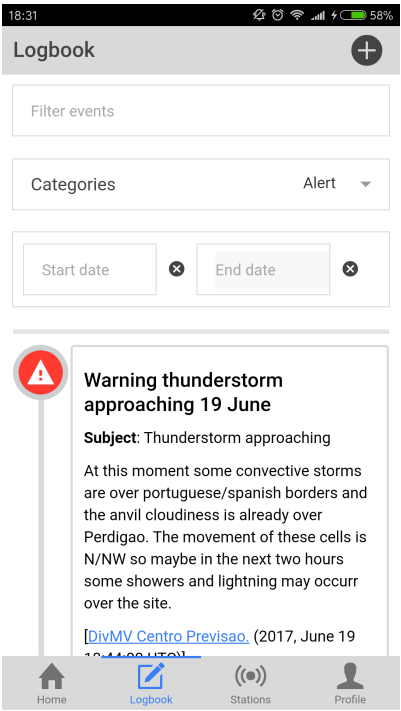 18:31
58%
Logbook
Filter events
Categories
Alert
Start date
End date
Warning thunderstorm
approaching 19 June
Subject: Thunderstorm approaching
At this moment some convective storms
are over portuguese/spanish borders and
the anvil cloudiness is already over
Perdigao. The movement of these cells is
N/NW so maybe in the next two hours
some showers and lightning may occurr
over the site.
[DivMV Centro Previsao. (2017, June 19
Home
Logbook
Stations
Profile